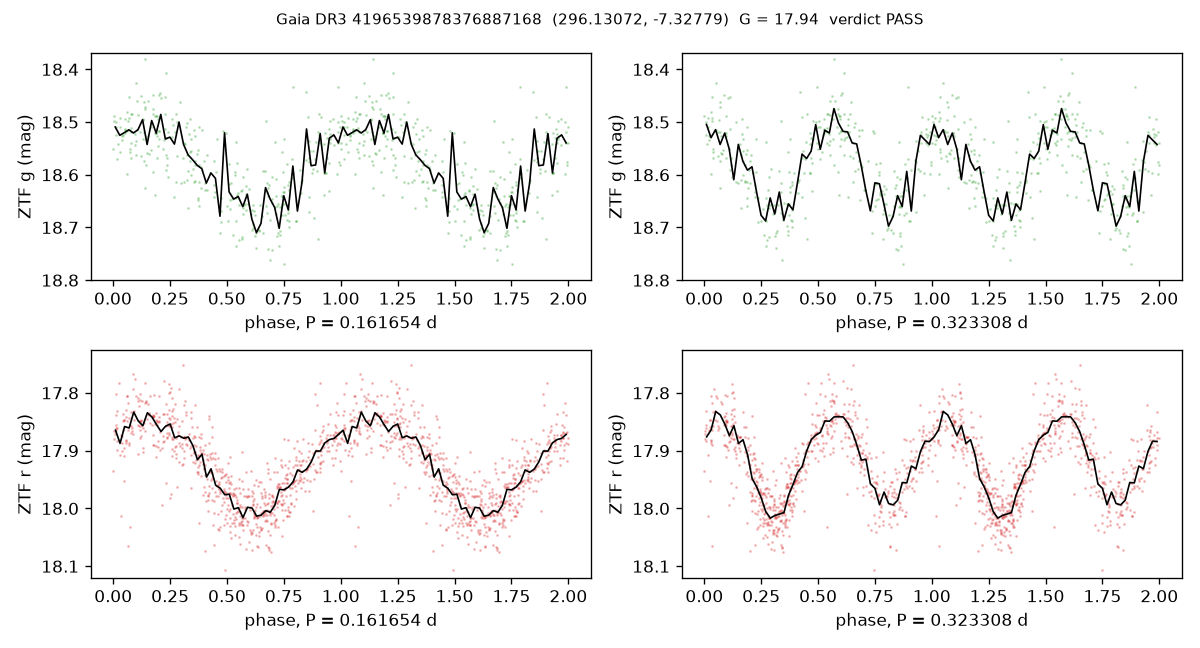 Gaia DR3 4196539878376887168 (296.13072, -7.32779) G = 17.94 verdict PASS
ZTF g (mag)
18.4
18.5
18.6
18.7
18.8
0.00 0.25 0.50 0.75 1.00 1.25 1.50 1.75 2.00
phase, P = 0.161654 d
ZTF g (mag)
18.4
18.5
18.6
18.7
18.8
0.00 0.25 0.50 0.75 1.00 1.25 1.50 1.75 2.00
phase, P = 0.323308 d
ZTF r (mag)
17.8
17.9
18.0
18.1
0.00 0.25 0.50 0.75 1.00 1.25 1.50 1.75 2.00
phase, P = 0.161654 d
ZTF r (mag)
17.8
17.9
18.0
18.1
0.00 0.25 0.50 0.75 1.00 1.25 1.50 1.75 2.00
phase, P = 0.323308 d